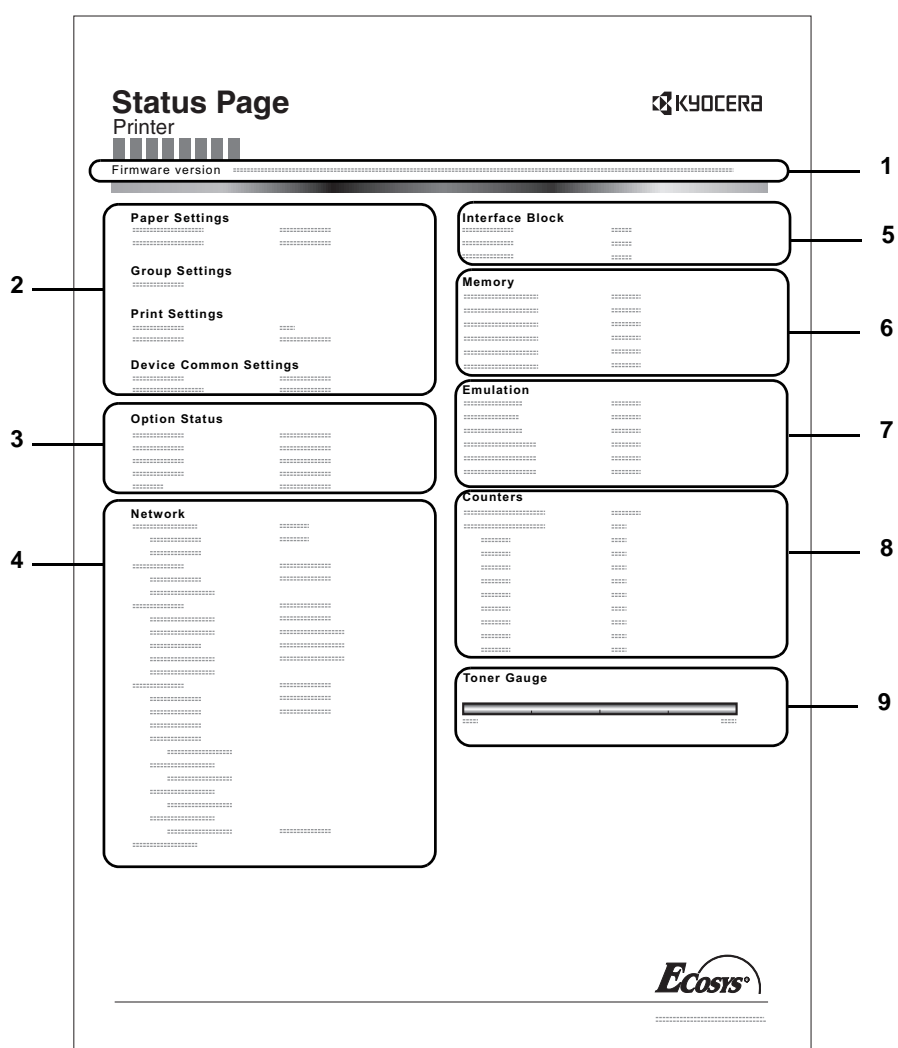 Status Page
KYOCERA
Printer
Firmware version
1
Paper Settings
Group Settings
Print Settings
Device Common Settings
2
Option Status
3
Network
4
Interface Block
5
Memory
6
Emulation
7
Counters
8
Toner Gauge
9
ECOSYS